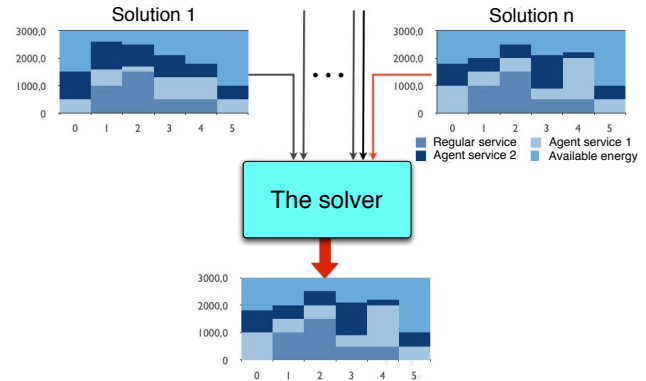 Solution 1
Solution n
3000,0
2000,0
1000,0
0
0 1 2 3 4 5
3000,0
2000,0
1000,0
0
0 1 2 3 4 5
• • •
Regular service
Agent service 1
Agent service 2
Available energy
The solver
3000,0
2000,0
1000,0
0
0 1 2 3 4 5